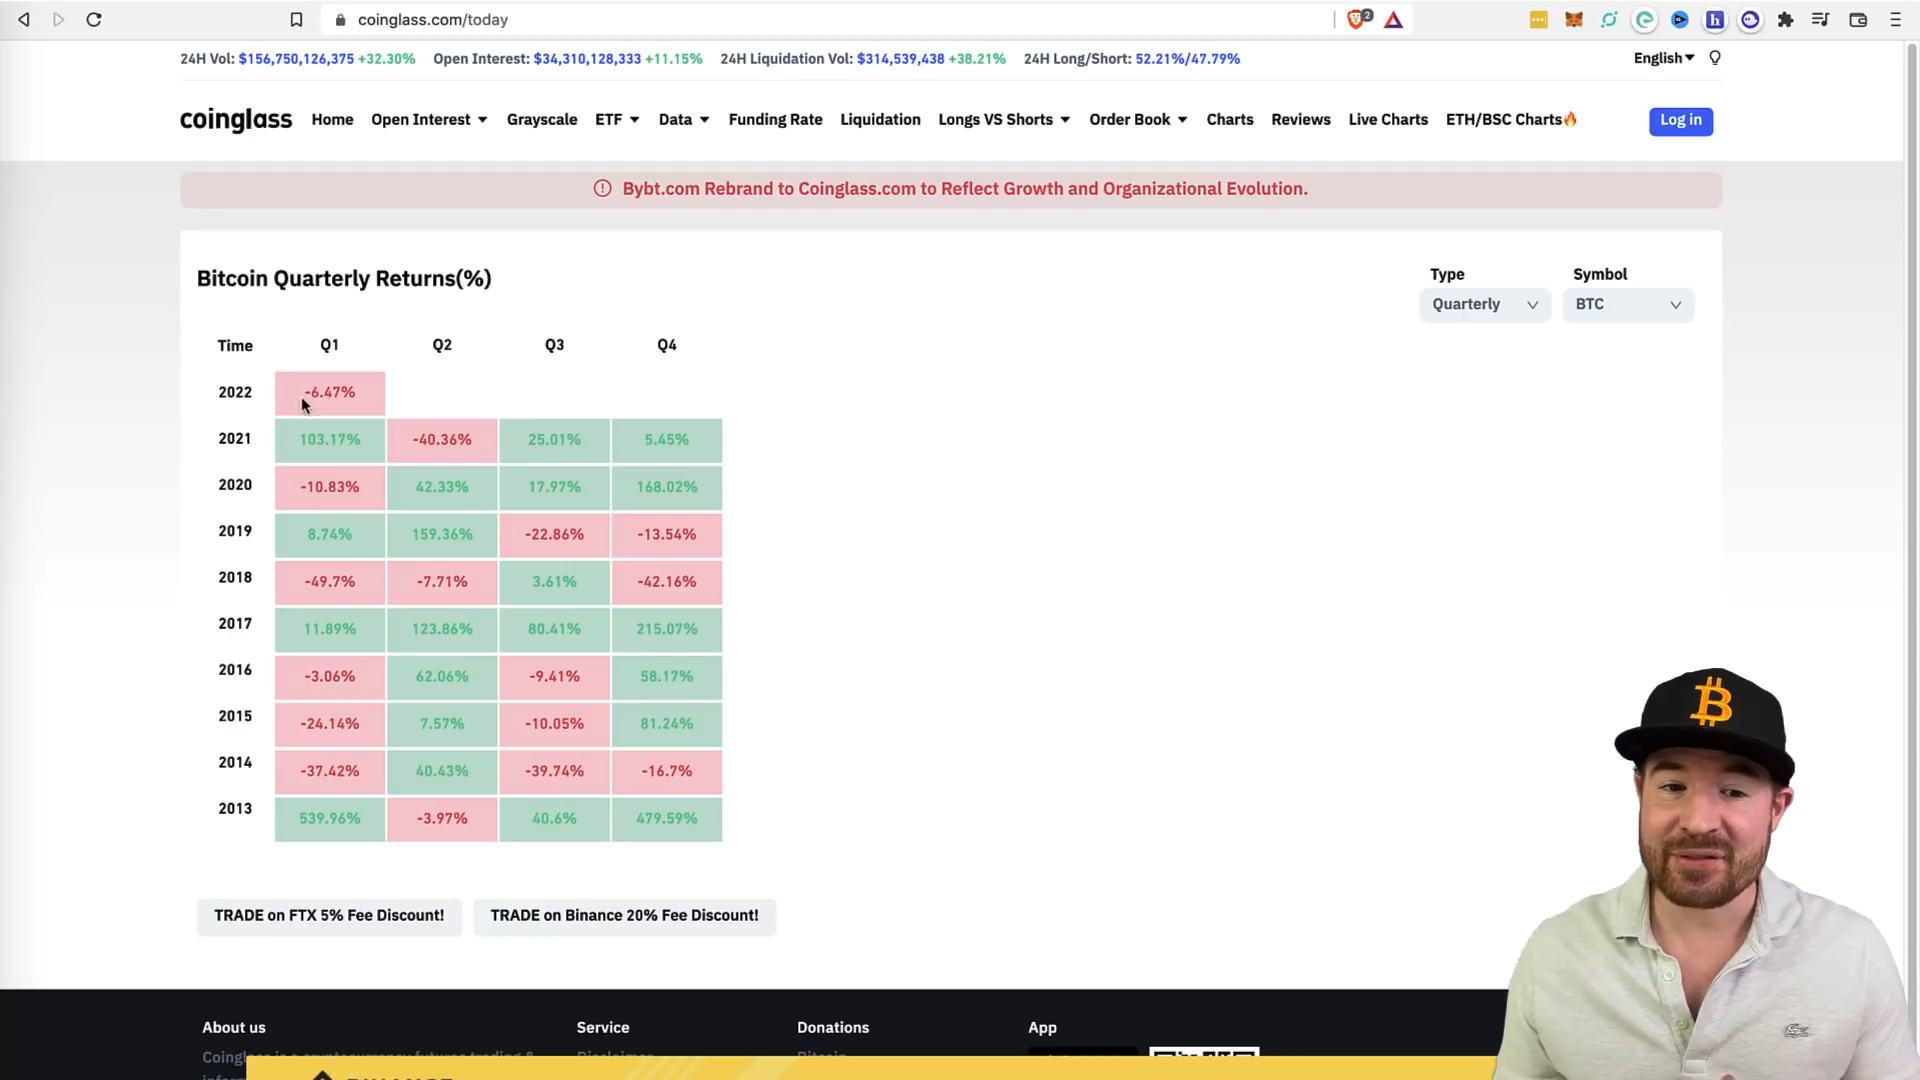 coinglass.com/today
2
24H Vol: $156,750,126,375 +32.30% Open Interest: $34,310,128,333 +11.15% 24H Liquidation Vol: $314,539,438 +38.21% 24H Long/Short: 52.21%/47.79% English
coinglass Home Open Interest Grayscale ETF Data Funding Rate Liquidation Longs VS Shorts Order Book Charts Reviews Live Charts ETH/BSC Charts🔥 Log in
Bybt.com Rebrand to Coinglass.com to Reflect Growth and Organizational Evolution.
Bitcoin Quarterly Returns(%)
Type Symbol
Quarterly BTC
Time Q1 Q2 Q3 Q4
2022 -6.47%
2021 103.17% -40.36% 25.01% 5.45%
2020 -10.83% 42.33% 17.97% 168.02%
2019 8.74% 159.36% -22.86% -13.54%
2018 -49.7% -7.71% 3.61% -42.16%
2017 11.89% 123.86% 80.41% 215.07%
2016 -3.06% 62.06% -9.41% 58.17%
2015 -24.14% 7.57% -10.05% 81.24%
2014 -37.42% 40.43% -39.74% -16.7%
2013 539.96% -3.97% 40.6% 479.59%
TRADE on FTX 5% Fee Discount! TRADE on Binance 20% Fee Discount!
About us Service Donations App